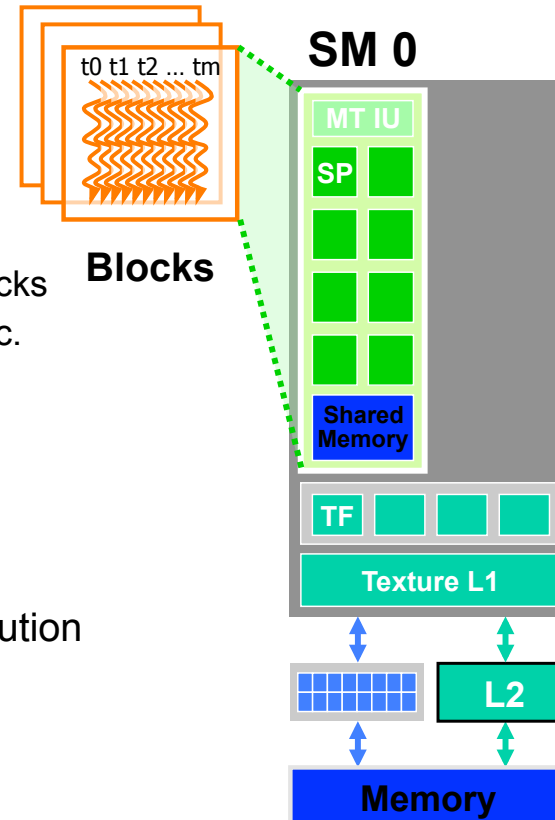 SM 0
t0 t1 t2 ... tm
MT IU
SP
Blocks
cks
c.
Shared
Memory
TF
Texture L1
ution
L2
Memory